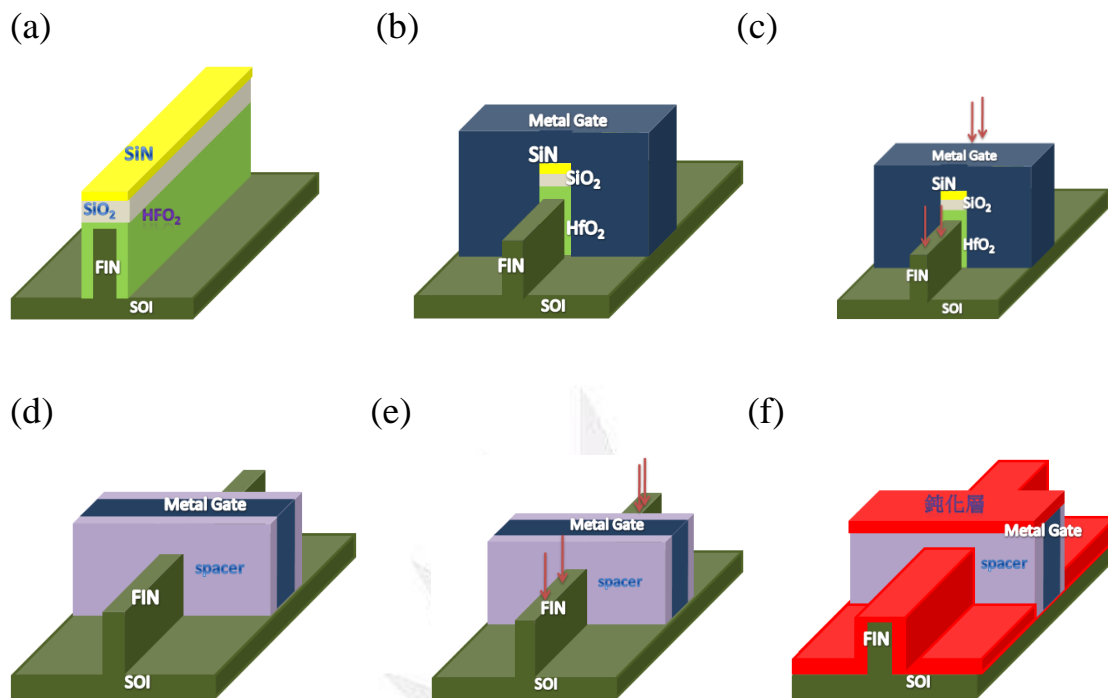 (a)
SiN
SiO₂
HFO₂
FIN
SOI
(b)
Metal Gate
SiN
SiO₂
HfO₂
FIN
SOI
(c)
Metal Gate
SiN
SiO₂
HfO₂
FIN
SOI
(d)
Metal Gate
spacer
FIN
SOI
(e)
Metal Gate
spacer
FIN
SOI
(f)
鈍化層
Metal Gate
spacer
FIN
SOI